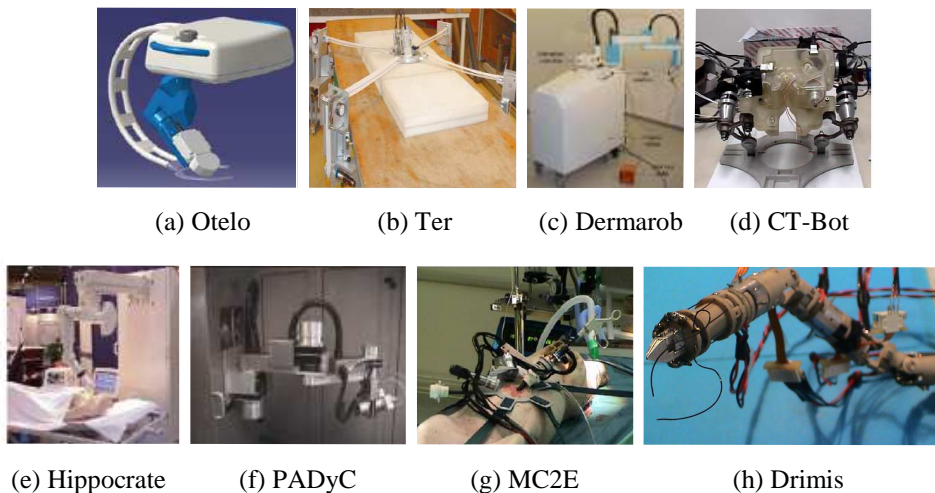 (a) Otelo
(b) Ter
(c) Dermarob
(d) CT-Bot
(e) Hippocrate
(f) PADyC
(g) MC2E
(h) Drimis